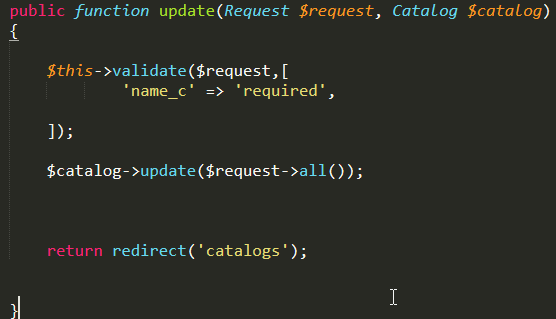 public function update(Request $request, Catalog $catalog)
{
$this->validate($request,[
'name_c' => 'required',
]);
$catalog->update($request->all());
return redirect('catalogs');
}